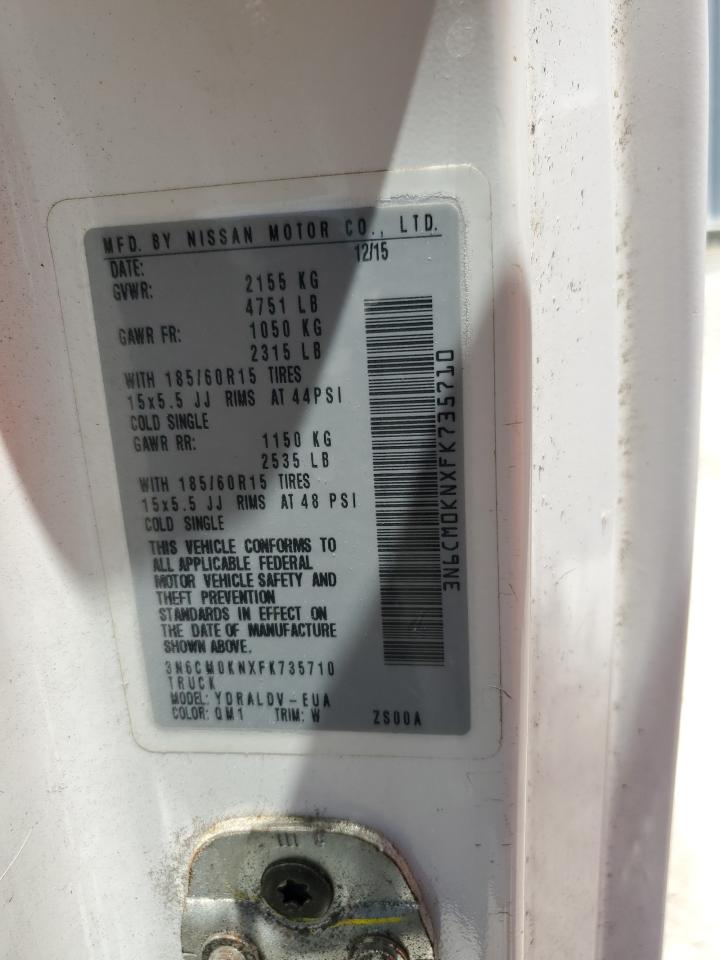 MFD. BY NISSAN MOTOR CO., LTD.
DATE: 12/15
GVWR: 2155 KG
4751 LB
GAWR FR: 1050 KG
2315 LB
WITH 185/60R15 TIRES
15x5.5 JJ RIMS AT 44PSI
COLD SINGLE
GAWR RR: 1150 KG
2535 LB
WITH 185/60R15 TIRES
15x5.5 JJ RIMS AT 48 PSI
COLD SINGLE
THIS VEHICLE CONFORMS TO
ALL APPLICABLE FEDERAL
MOTOR VEHICLE SAFETY AND
THEFT PREVENTION
STANDARDS IN EFFECT ON
THE DATE OF MANUFACTURE
SHOWN ABOVE.
3N6CM0KNXFK735710
TRUCK
MODEL: YDRALDV-EUA
COLOR: QM1 TRIM: W ZS00A
3N6CM0KNXFK735710